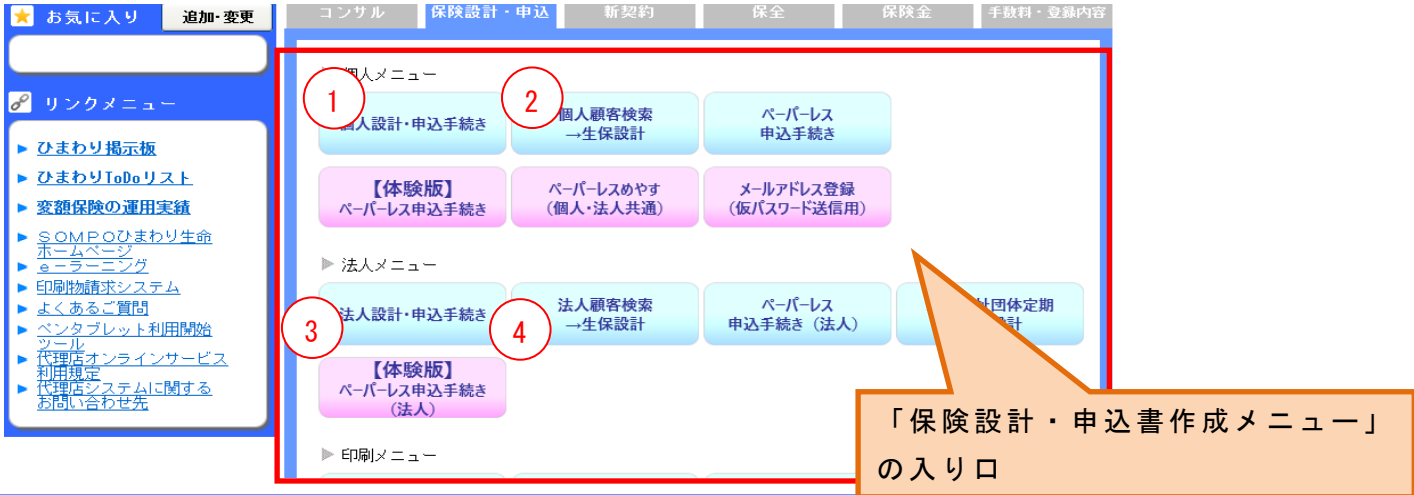 お気に入り 追加・変更
コンサル 保険設計・申込 新契約 保全 保険金 手数料・登録内容
リンクメニュー
ひまわり掲示板
ひまわりToDoリスト
変額保険の運用実績
SOMPOひまわり生命
ホームページ
e-ラーニング
印刷物請求システム
よくあるご質問
ペンタブレット利用開始
ツール
代理店オンラインサービス
利用規定
代理店システムに関する
お問い合わせ先
個人メニュー
1
個人設計・申込手続き
2
個人顧客検索
→生保設計
ペーパーレス
申込手続き
【体験版】
ペーパーレス申込手続き
ペーパーレスめやす
(個人・法人共通)
メールアドレス登録
(仮パスワード送信用)
法人メニュー
3
法人設計・申込手続き
4
法人顧客検索
→生保設計
ペーパーレス
申込手続き(法人)
社団体定期
設計
【体験版】
ペーパーレス申込手続き
(法人)
印刷メニュー
「保険設計・申込書作成メニュー」
の入り口